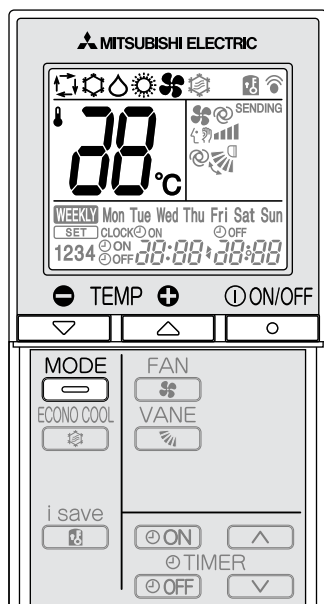 MITSUBISHI ELECTRIC
SENDING
88°C
WEEKLY Mon Tue Wed Thu Fri Sat Sun
SET CLOCK ON OFF
1234 ON OFF 88:88 88:88
TEMP ON/OFF
MODE FAN
ECONO COOL VANE
i save
ON
TIMER
OFF